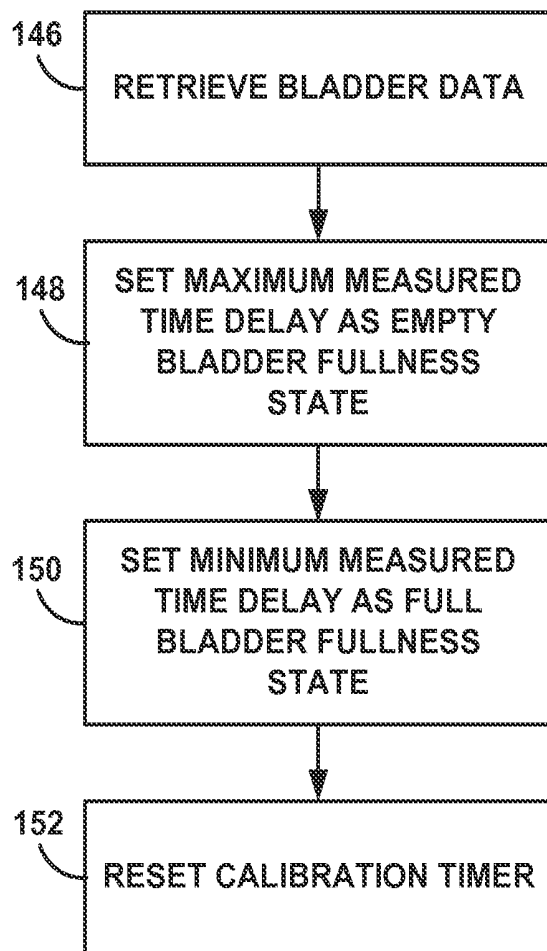 146
RETRIEVE BLADDER DATA
148
SET MAXIMUM MEASURED
TIME DELAY AS EMPTY
BLADDER FULLNESS
STATE
150
SET MINIMUM MEASURED
TIME DELAY AS FULL
BLADDER FULLNESS
STATE
152
RESET CALIBRATION TIMER